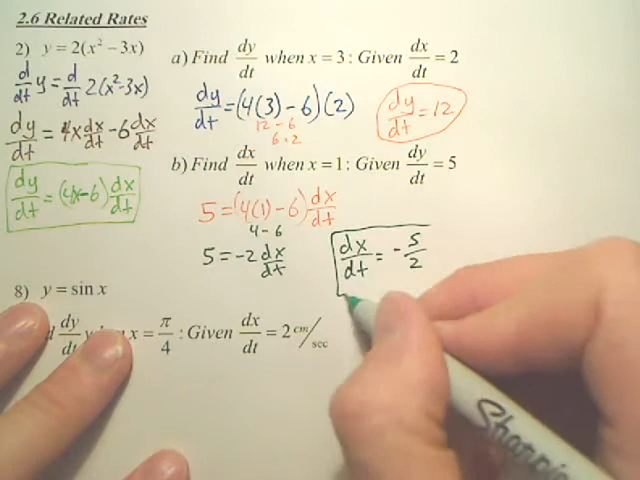 2.6 Related Rates
2) y = 2(x² − 3x)
d/dt y = d/dt 2(x²-3x)
dy/dt = 4x dx/dt - 6 dx/dt
dy/dt = (4x-6) dx/dt
a) Find dy/dt when x = 3 : Given dx/dt = 2
dy/dt = (4(3) - 6)(2)
12 - 6
6 · 2
dy/dt = 12
b) Find dx/dt when x = 1 : Given dy/dt = 5
5 = (4(1) - 6) dx/dt
4 - 6
5 = -2 dx/dt
dx/dt = - 5/2
8) y = sin x
dy/dt x = π/4 : Given dx/dt = 2 cm/sec
Sharpie